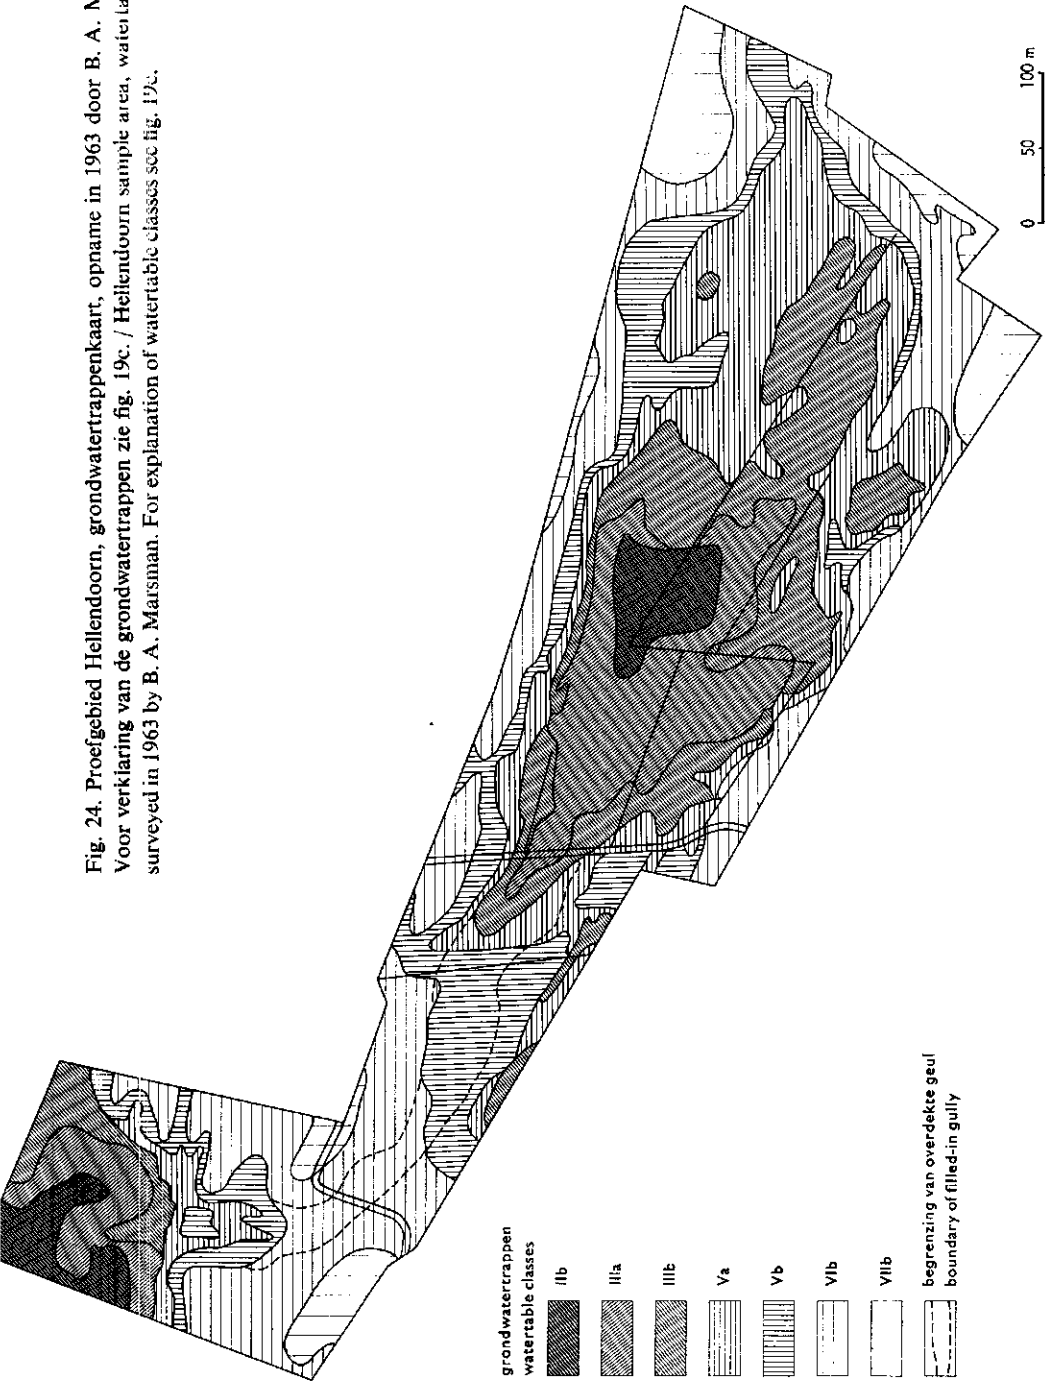 Fig. 24. Proefgebied Hellendoorn, grondwatertrappenkaart, opname in 1963 door B. A. M
Voor verklaring van de grondwatertrappen zie fig. 19c. / Hellendoorn sample area, waterta
surveyed in 1963 by B. A. Marsman. For explanation of watertable classes see fig. 19c.
0 50 100 m
grondwatertrappen
watertable classes
IIb
IIIa
IIIb
Va
Vb
VIb
VIIb
begrenzing van overdekte geul
boundary of filled-in gully